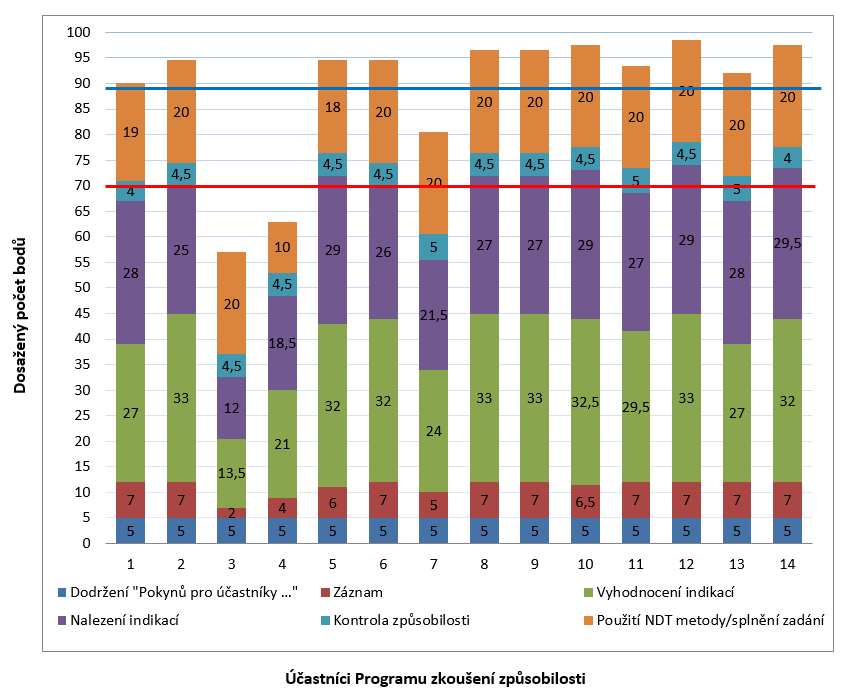 100
95
90
85
80
75
70
65
60
55
50
45
40
35
30
25
20
15
10
5
0
Dosažený počet bodů
19 20 18 20 20 20 20 20 20 20 20
4 4,5 4,5 4,5 20 4,5 4,5 4,5 5 4,5 5 4
10 5
28 25 20 4,5 29 26 27 27 29 27 29 28 29,5
4,5 18,5 21,5
27 33 12 21 32 32 24 33 33 32,5 29,5 33 27 32
13,5
7 7 2 4 6 7 5 7 7 6,5 7 7 7 7
5 5 5 5 5 5 5 5 5 5 5 5 5 5
1 2 3 4 5 6 7 8 9 10 11 12 13 14
Dodržení "Pokynů pro účastníky ..." Záznam Vyhodnocení indikací
Nalezení indikací Kontrola způsobilosti Použití NDT metody/splnění zadání
Účastníci Programu zkoušení způsobilosti